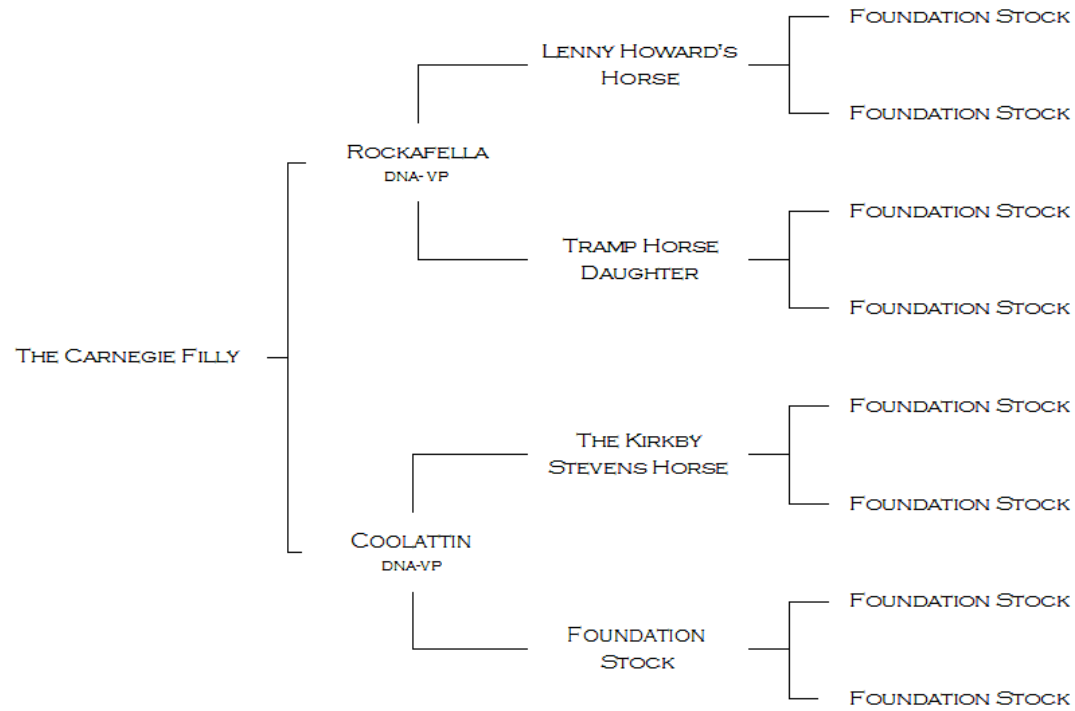 Foundation Stock
Lenny Howard's
Horse
Foundation Stock
Rockafella
DNA-VP
Foundation Stock
Tramp Horse
Daughter
Foundation Stock
The Carnegie Filly
Foundation Stock
The Kirkby
Stevens Horse
Foundation Stock
Coolattin
DNA-VP
Foundation Stock
Foundation
Stock
Foundation Stock